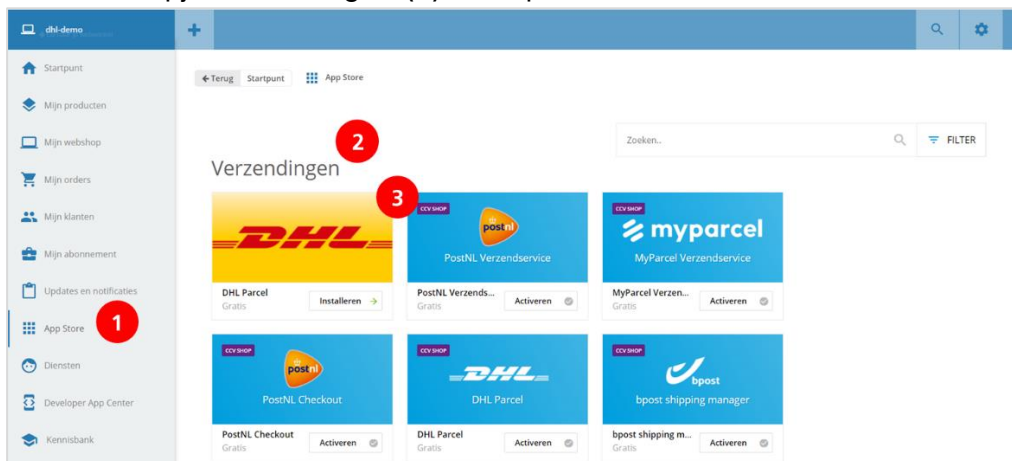 dhl-demo
Startpunt
Mijn producten
Mijn webshop
Mijn orders
Mijn klanten
Mijn abonnement
Updates en notificaties
App Store
1
Diensten
Developer App Center
Kennisbank
Terug
Startpunt
App Store
Zoeken..
FILTER
2
Verzendingen
3
DHL
DHL Parcel
Gratis
Installeren
CCV SHOP
postnl
PostNL Verzendservice
PostNL Verzends...
Gratis
Activeren
CCV SHOP
myparcel
MyParcel Verzendservice
MyParcel Verzen...
Gratis
Activeren
CCV SHOP
postnl
PostNL Checkout
PostNL Checkout
Gratis
Activeren
CCV SHOP
DHL
DHL Parcel
DHL Parcel
Gratis
Activeren
CCV SHOP
bpost
bpost shipping manager
bpost shipping m...
Gratis
Activeren